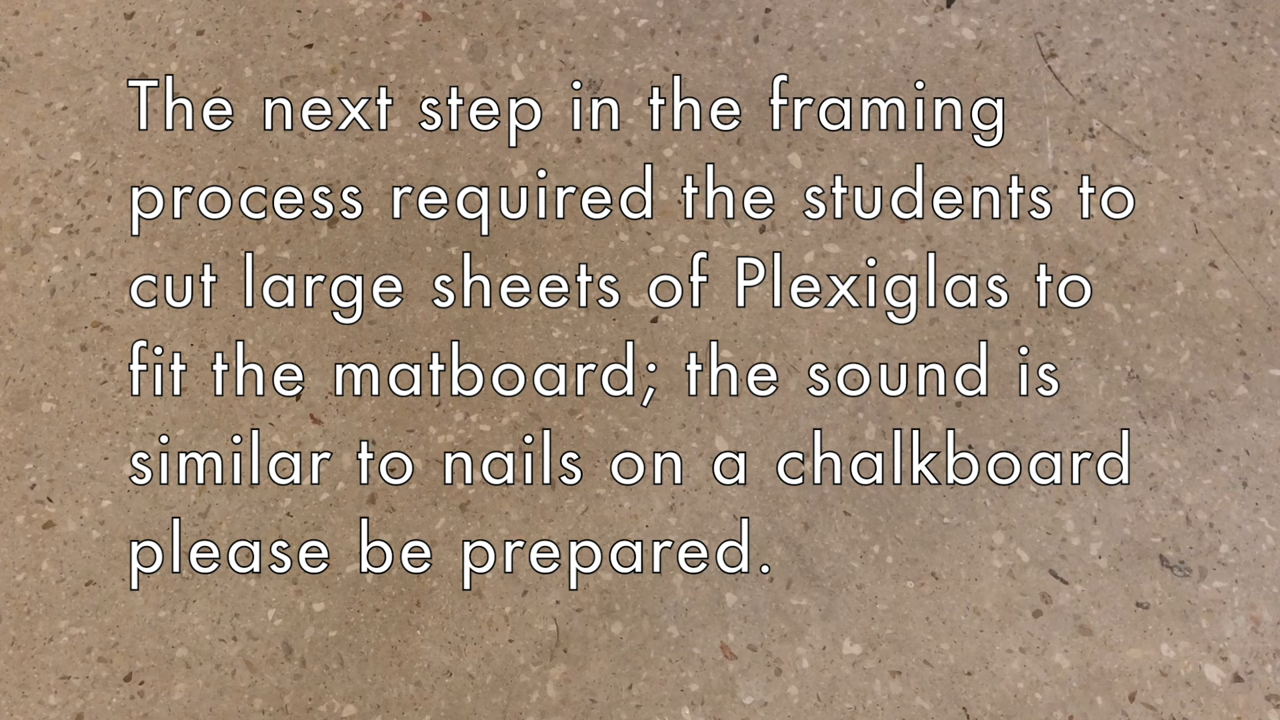 The next step in the framing
process required the students to
cut large sheets of Plexiglas to
fit the matboard; the sound is
similar to nails on a chalkboard
please be prepared.